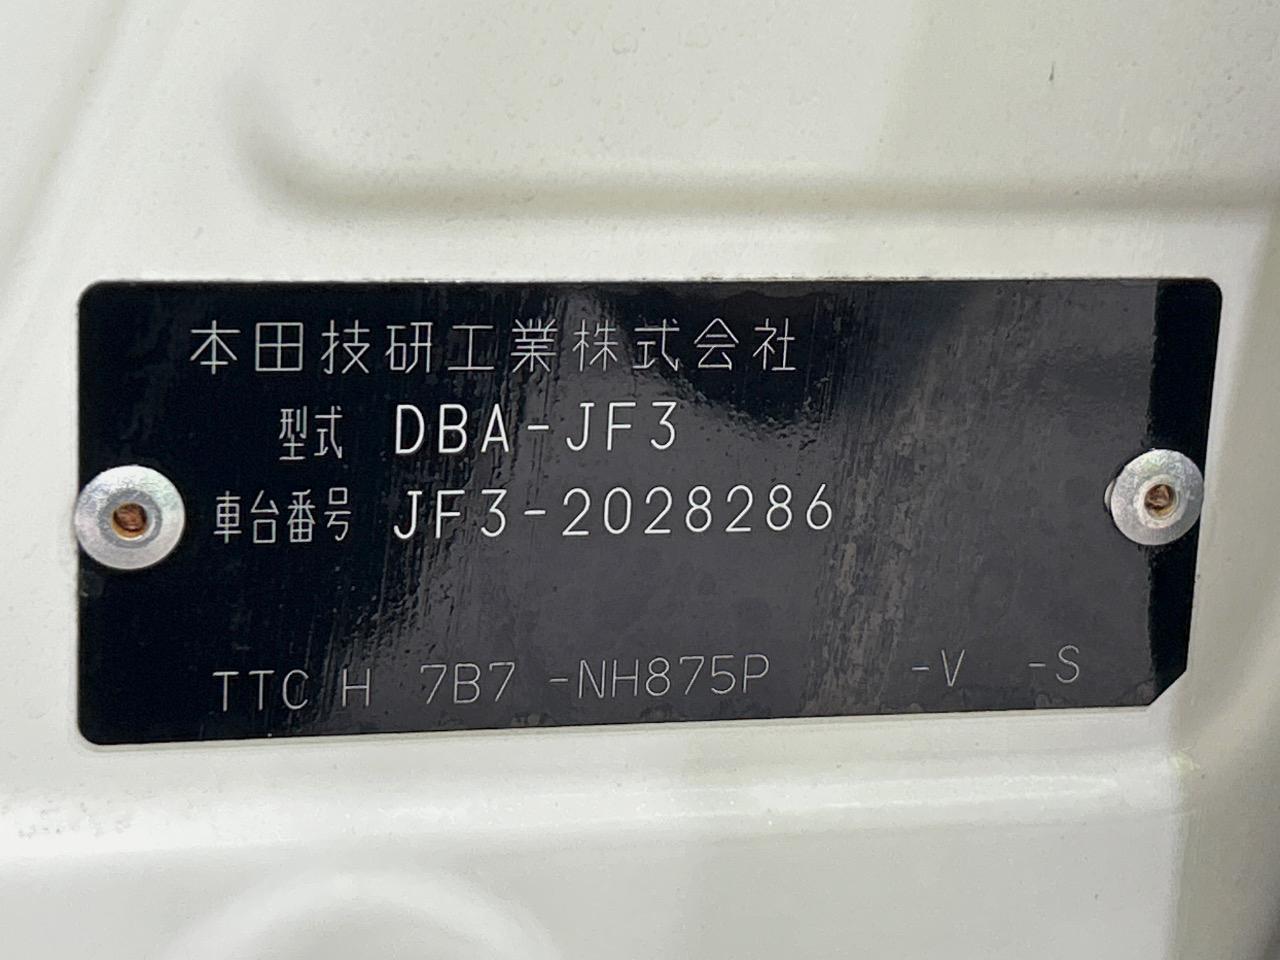 本田技研工業株式会社
型式 DBA-JF3
車台番号 JF3-2028286
TTC H 7B7 -NH875P -V -S